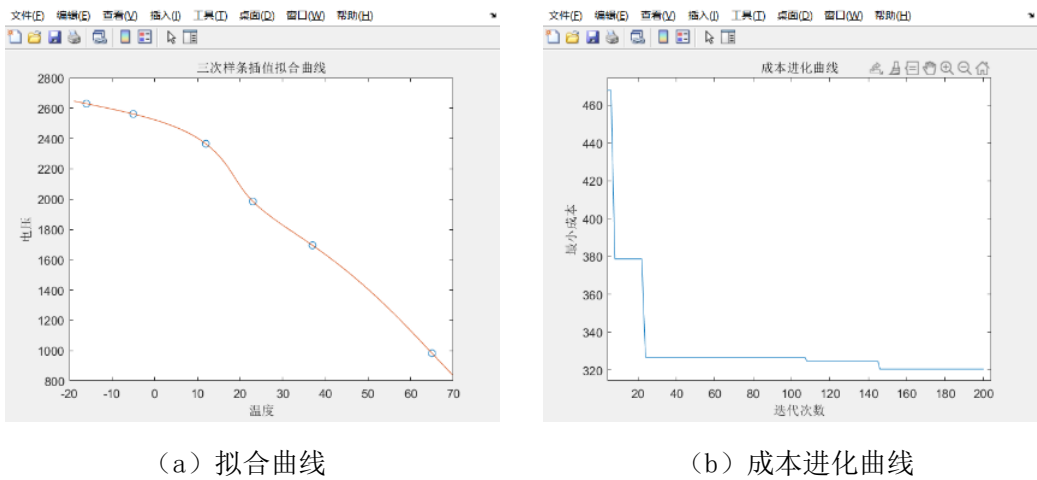 文件(F) 编辑(E) 查看(V) 插入(I) 工具(T) 桌面(D) 窗口(W) 帮助(H)
三次样条插值拟合曲线
2800
2600
2400
2200
2000
1800
1600
1400
1200
1000
800
电压
-20 -10 0 10 20 30 40 50 60 70
温度
(a)拟合曲线
文件(F) 编辑(E) 查看(V) 插入(I) 工具(T) 桌面(D) 窗口(W) 帮助(H)
成本进化曲线
460
440
420
400
380
360
340
320
最小成本
20 40 60 80 100 120 140 160 180 200
迭代次数
(b)成本进化曲线